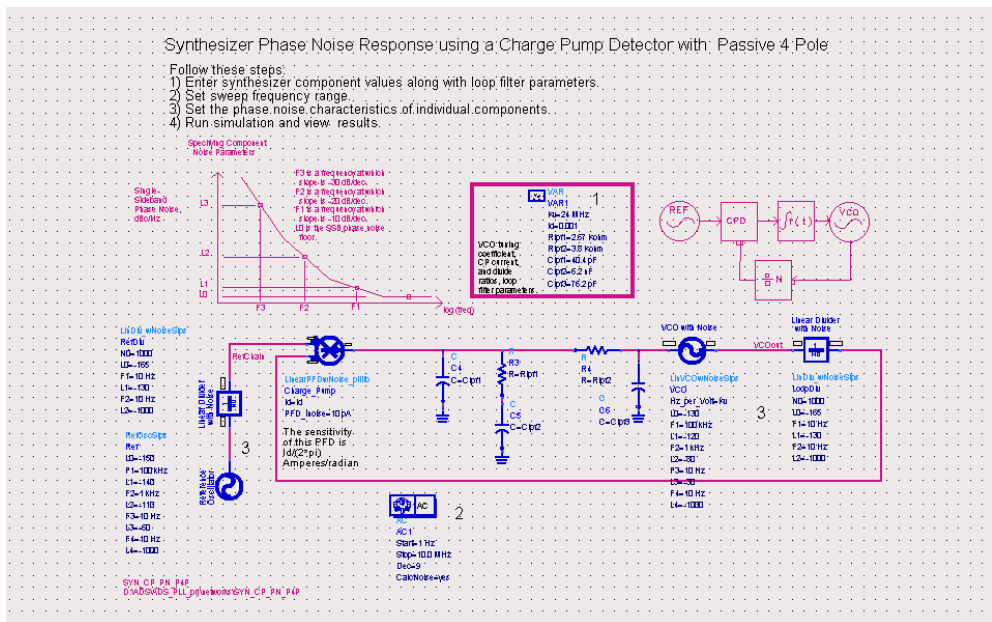 Synthesizer Phase Noise Response using a Charge Pump Detector with Passive 4 Pole
Follow these steps:
1) Enter synthesizer component values along with loop filter parameters.
2) Set sweep frequency range.
3) Set the phase noise characteristics of individual components.
4) Run simulation and view results.
Specifying Component
Noise Parameters
Single-
Sideband
Phase Noise,
dBc/Hz
F3 is a frequency at which
slope is -30 dB/dec.
F2 is a frequency at which
slope is -20 dB/dec.
F1 is a frequency at which
slope is -10 dB/dec.
L0 is the SSB phase noise
floor.
L3
L2
L1
L0
F3
F2
F1
log(freq)
VAR
VAR1
1
Kv=24 MHz
Id=0.001
Rlpf1=2.67 kohm
Rlpf2=3.8 kohm
Clpf1=40.4 pF
Clpf2=6.2 nF
Clpf3=76.2 pF
VCO tuning
coefficient,
CP current,
and divide
ratios, loop
filter parameters.
REF
CPD
∫f(t)
VCO
÷N
LinDiv_wNoiseSlps
RefDiv
N0=1000
L0=-165
F1=10 Hz
L1=-130
F2=10 Hz
L2=-1000
Linear Divider
with Noise
RefChain
LinearPFDwNoise_plllib
Charge_Pump
Id=Id
PFD_Inoise=10 pA
The sensitivity
of this PFD is
Id/(2*pi)
Amperes/radian
C
C4
C=Clpf1
R
R3
R=Rlpf1
C
C5
C=Clpf2
R
R4
R=Rlpf2
C
C6
C=Clpf3
VCO with Noise
LinVCOwNoiseSlps
VCO
Hz_per_Volt=Kv
L0=-130
F1=100 kHz
L1=-120
F2=1 kHz
L2=-80
F3=10 Hz
L3=-30
F4=10 Hz
L4=-1000
3
VCOout
Linear Divider
with Noise
LinDiv_wNoiseSlps
LoopDiv
N0=1000
L0=-165
F1=10 Hz
L1=-130
F2=10 Hz
L2=-1000
RefOscSlps
Ref
L0=-150
F1=100 kHz
L1=-140
F2=1 kHz
L2=-110
F3=10 Hz
L3=-60
F4=10 Hz
L4=-1000
3
Reference
Oscillator
AC
2
AC
AC1
Start=1 Hz
Stop=10.0 MHz
Dec=9
CalcNoise=yes
SYN_CP_PN_P4P